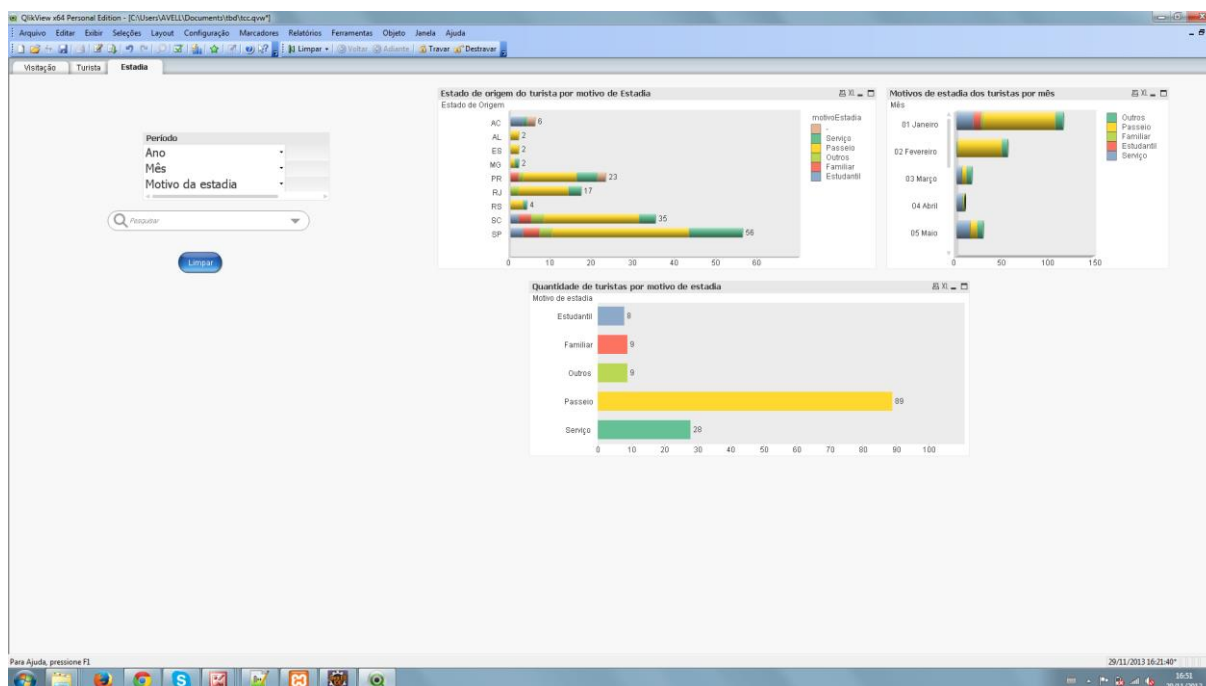 QlikView x64 Personal Edition - [C:\Users\AVELL\Documents\tbd\tcc.qvw*]
Arquivo Editar Exibir Seleções Layout Configuração Marcadores Relatórios Ferramentas Objeto Janela Ajuda
Limpar Voltar Adiante Travar Destravar
Visitação Turista Estadia
Período
Ano
Mês
Motivo da estadia
Pesquisar
Limpar
Estado de origem do turista por motivo de Estadia
XL
Estado de Origem
AC 6
AL 2
ES 2
MG 2
PR 23
RJ 17
RS 4
SC 35
SP 56
0 10 20 30 40 50 60
motivoEstadia
-
Serviço
Passeio
Outros
Familiar
Estudantil
Motivos de estadia dos turistas por mês
XL
Mês
01 Janeiro
02 Fevereiro
03 Março
04 Abril
05 Maio
0 50 100 150
Outros
Passeio
Familiar
Estudantil
Serviço
Quantidade de turistas por motivo de estadia
XL
Motivo de estadia
Estudantil 8
Familiar 9
Outros 9
Passeio 89
Serviço 28
0 10 20 30 40 50 60 70 80 90 100
Para Ajuda, pressione F1
29/11/2013 16:21:40*
16:51